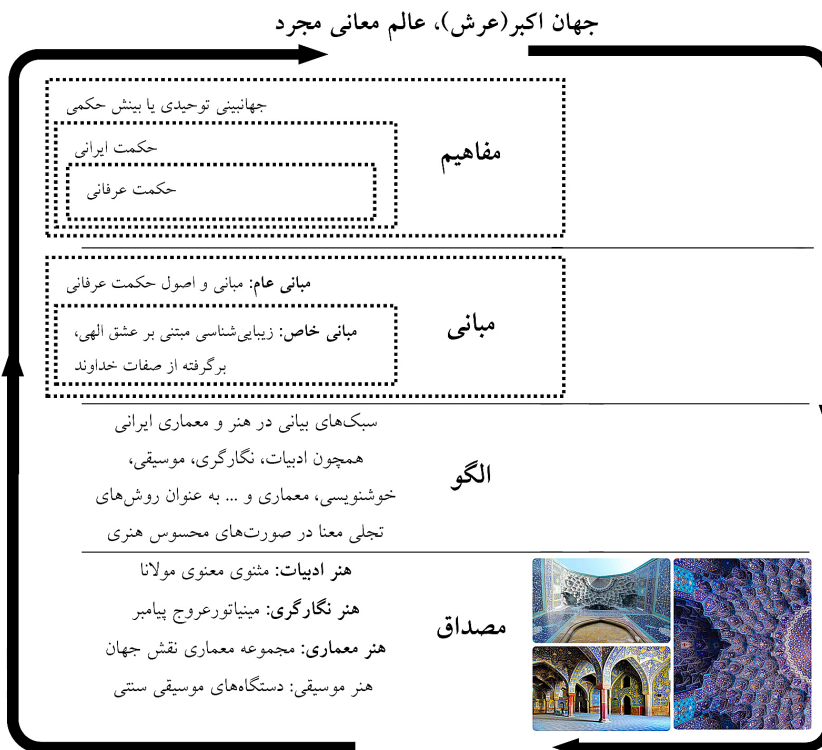 جهان اکبر(عرش)، عالم معانی مجرد
مفاهیم
جهانبینی توحیدی یا بینش حکمی
حکمت ایرانی
حکمت عرفانی
مبانی
مبانی عام: مبانی و اصول حکمت عرفانی
مبانی خاص: زیبایی‌شناسی مبتنی بر عشق الهی،
برگرفته از صفات خداوند
الگو
سبک‌های بیانی در هنر و معماری ایرانی
همچون ادبیات، نگارگری، موسیقی،
خوشنویسی، معماری و ... به عنوان روش‌های
تجلی معنا در صورت‌های محسوس هنری
مصداق
هنر ادبیات: مثنوی معنوی مولانا
هنر نگارگری: مینیاتورعروج پیامبر
هنر معماری: مجموعه معماری نقش جهان
هنر موسیقی: دستگاه‌های موسیقی سنتی